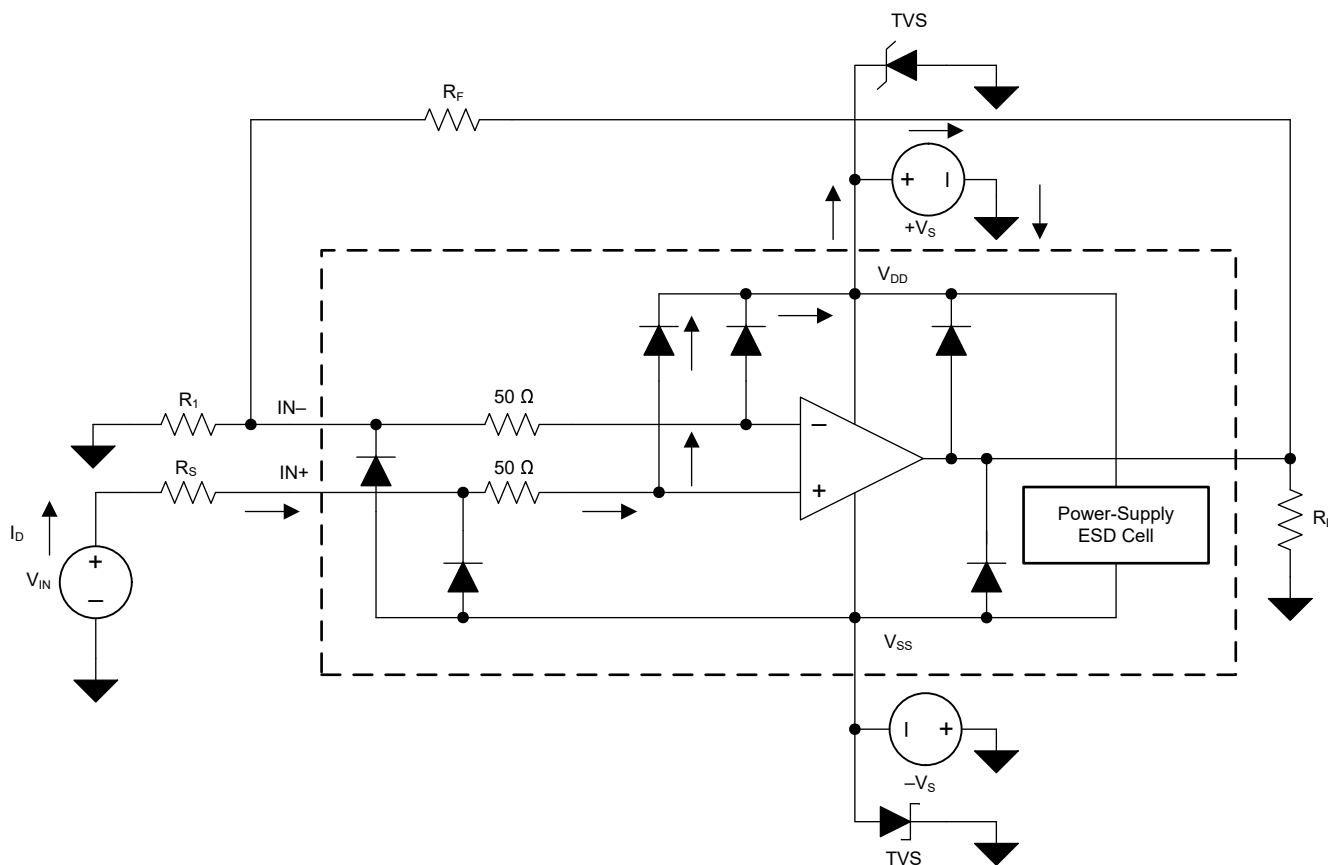 TVS
R_F
+ I
+V_S
V_DD
R_1
IN–
50 Ω
–
R_S
IN+
50 Ω
+
Power-Supply
ESD Cell
I_D
V_IN
+
–
V_SS
I +
–V_S
TVS